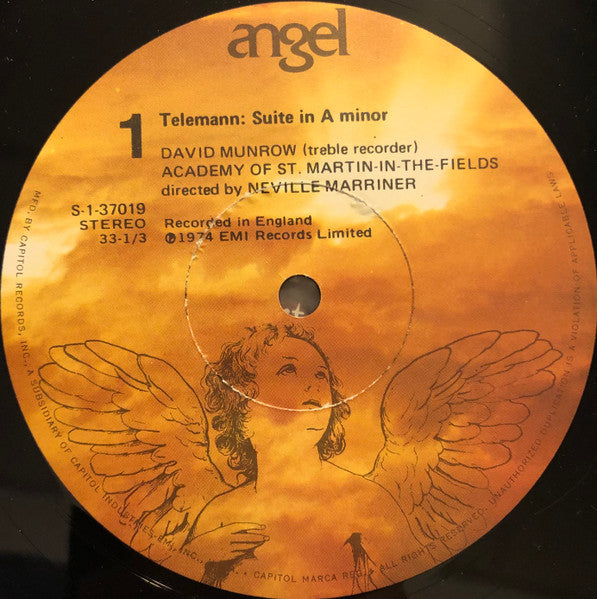 angel
1
Telemann: Suite in A minor
DAVID MUNROW (treble recorder)
ACADEMY OF ST. MARTIN-IN-THE-FIELDS
directed by NEVILLE MARRINER
S-1-37019
STEREO
33-1/3
Recorded in England
℗1974 EMI Records Limited
MFD. BY CAPITOL RECORDS, INC., A SUBSIDIARY OF CAPITOL INDUSTRIES-EMI, INC., • CAPITOL MARCA REG. • ALL RIGHTS RESERVED. UNAUTHORIZED DUPLICATION IS A VIOLATION OF APPLICABLE LAWS